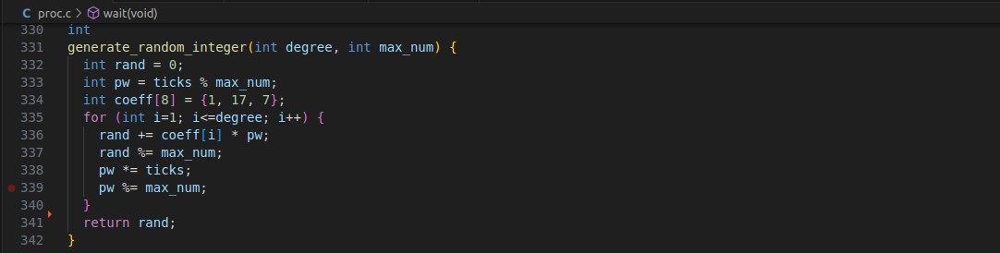 C proc.c > wait(void)
330 int
331 generate_random_integer(int degree, int max_num) {
332   int rand = 0;
333   int pw = ticks % max_num;
334   int coeff[8] = {1, 17, 7};
335   for (int i=1; i<=degree; i++) {
336     rand += coeff[i] * pw;
337     rand %= max_num;
338     pw *= ticks;
339     pw %= max_num;
340   }
341   return rand;
342 }